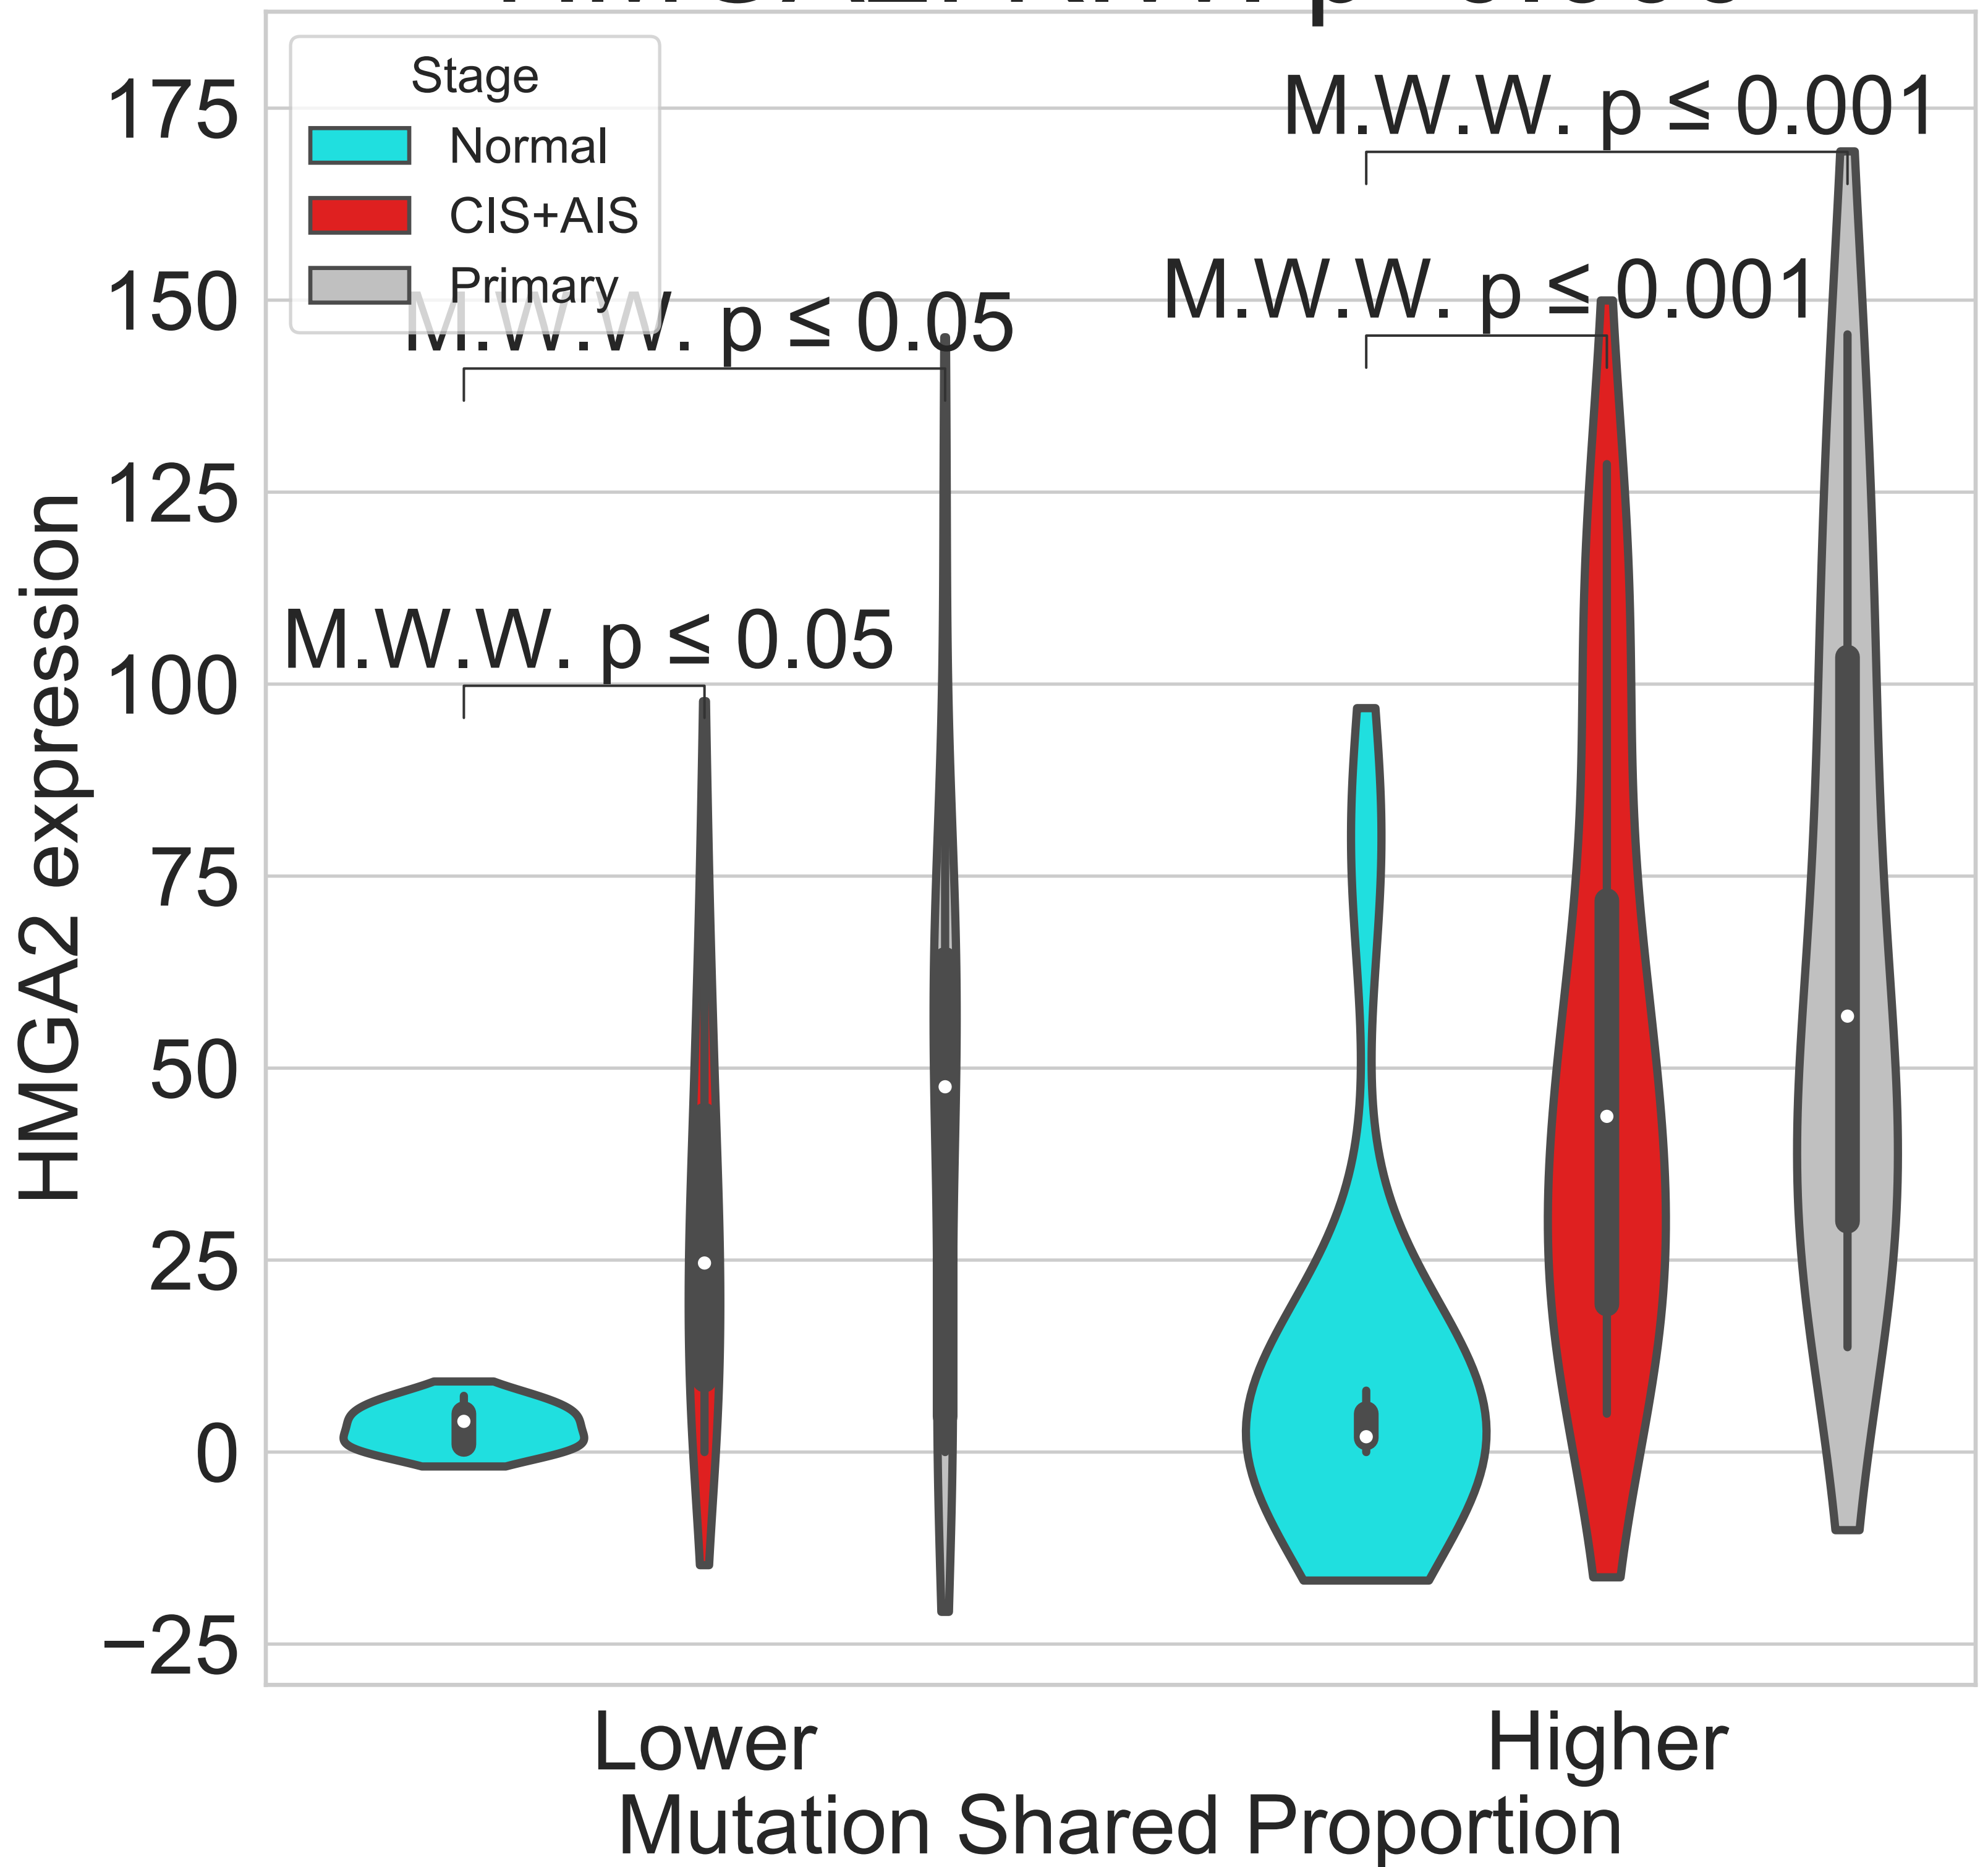 Stage
Normal
CIS+AIS
Primary
M.W.W. p ≤ 0.001
M.W.W. p ≤ 0.001
M.W.W. p ≤ 0.05
M.W.W. p ≤ 0.05
175
150
125
100
75
50
25
0
−25
HMGA2 expression
Lower
Higher
Mutation Shared Proportion